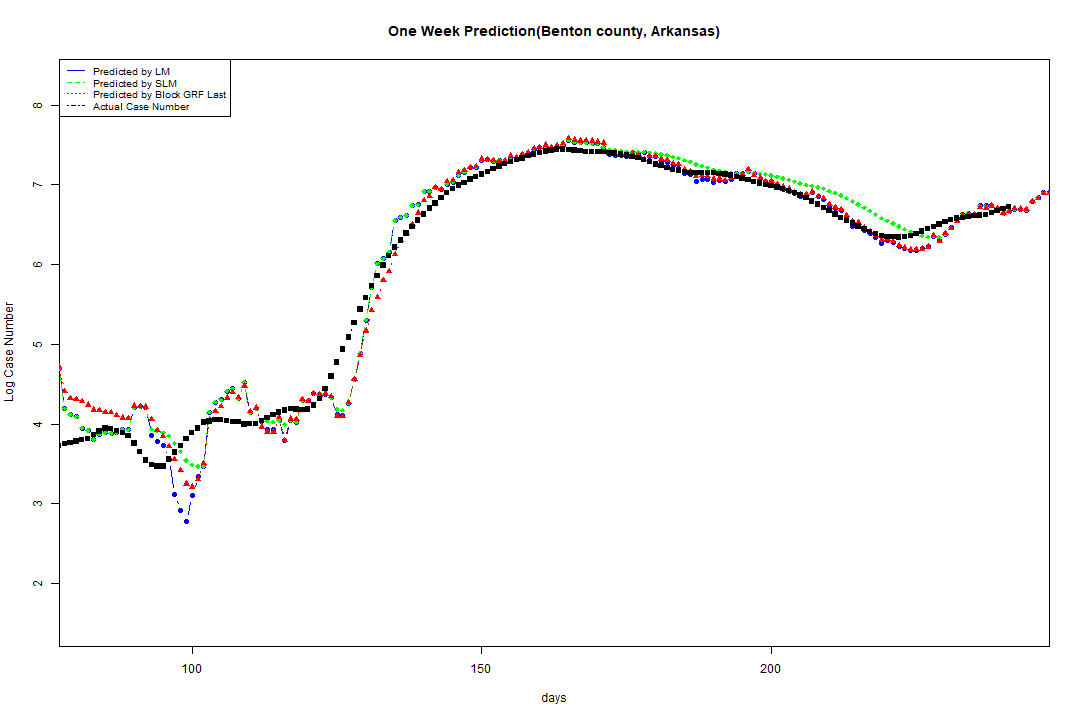 One Week Prediction(Benton county, Arkansas)
Predicted by LM
Predicted by SLM
Predicted by Block GRF Last
Actual Case Number
8
7
6
5
4
3
2
Log Case Number
100 150 200
days